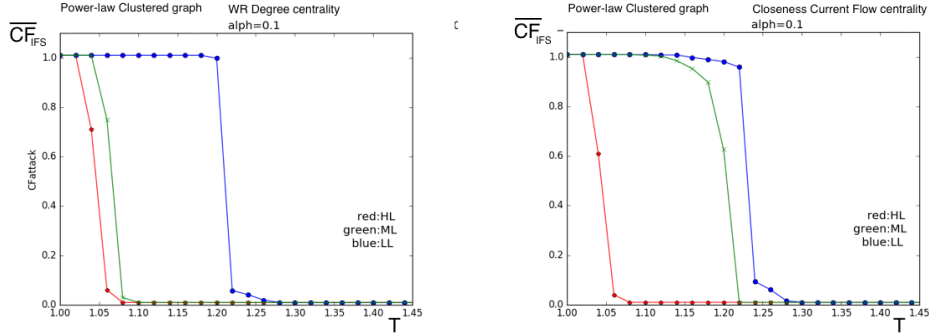 Power-law Clustered graph
WR Degree centrality
alph=0.1
CF IFS
CFattack
1.0
0.8
0.6
0.4
0.2
0.0
1.00 1.05 1.10 1.15 1.20 1.25 1.30 1.35 1.40 1.45
T
red:HL
green:ML
blue:LL
Power-law Clustered graph
Closeness Current Flow centrality
alph=0.1
CF IFS
1.0
0.8
0.6
0.4
0.2
0.0
1.00 1.05 1.10 1.15 1.20 1.25 1.30 1.35 1.40 1.45
T
red:HL
green:ML
blue:LL